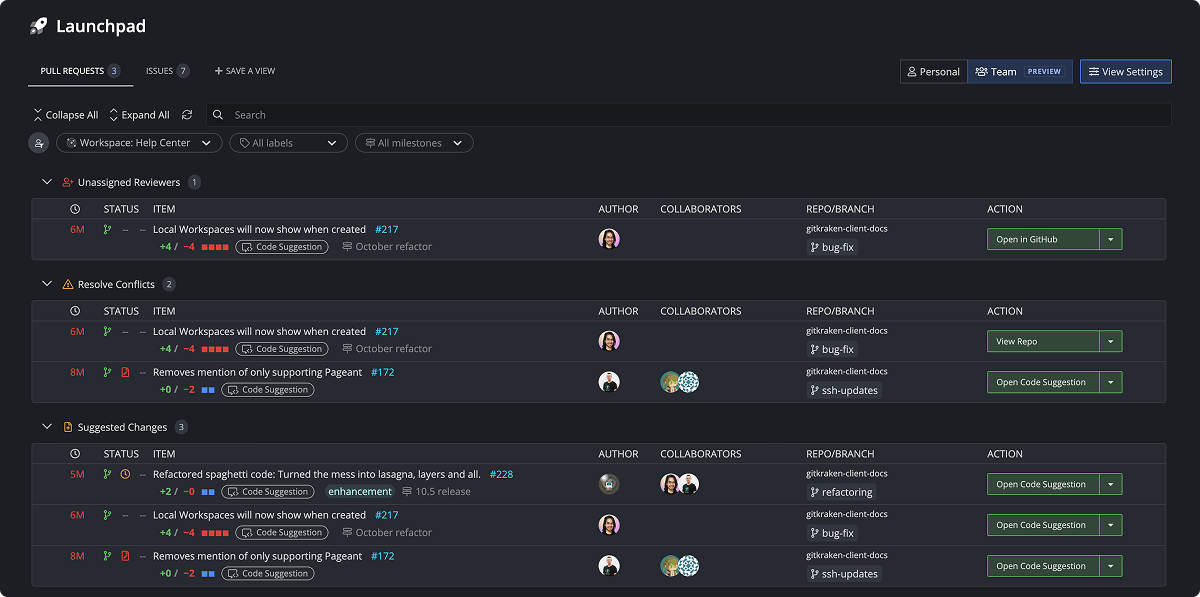 Launchpad
PULL REQUESTS 3 ISSUES 7 + SAVE A VIEW
Personal Team PREVIEW View Settings
Collapse All Expand All Search
Workspace: Help Center All labels All milestones
Unassigned Reviewers 1
STATUS ITEM AUTHOR COLLABORATORS REPO/BRANCH ACTION
6M -- -- Local Workspaces will now show when created #217 gitkraken-client-docs Open in GitHub
+4 / −4 Code Suggestion October refactor bug-fix
Resolve Conflicts 2
STATUS ITEM AUTHOR COLLABORATORS REPO/BRANCH ACTION
6M -- -- Local Workspaces will now show when created #217 gitkraken-client-docs View Repo
+4 / −4 Code Suggestion October refactor bug-fix
8M -- Removes mention of only supporting Pageant #172 gitkraken-client-docs Open Code Suggestion
+0 / −2 Code Suggestion ssh-updates
Suggested Changes 3
STATUS ITEM AUTHOR COLLABORATORS REPO/BRANCH ACTION
5M -- Refactored spaghetti code: Turned the mess into lasagna, layers and all. #228 gitkraken-client-docs Open Code Suggestion
+2 / −0 Code Suggestion enhancement 10.5 release refactoring
6M -- -- Local Workspaces will now show when created #217 gitkraken-client-docs Open Code Suggestion
+4 / −4 Code Suggestion October refactor bug-fix
8M -- Removes mention of only supporting Pageant #172 gitkraken-client-docs Open Code Suggestion
+0 / −2 Code Suggestion ssh-updates